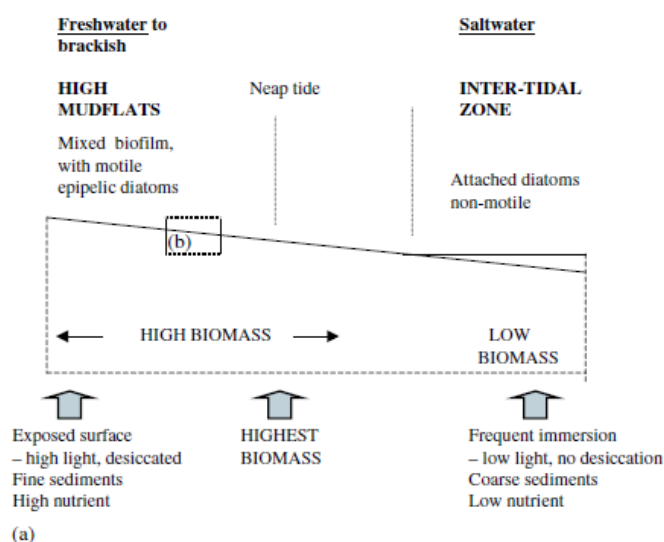 Freshwater to
brackish
Saltwater
HIGH
MUDFLATS
Neap tide
INTER-TIDAL
ZONE
Mixed biofilm,
with motile
epipelic diatoms
Attached diatoms
non-motile
(b)
HIGH BIOMASS
LOW
BIOMASS
Exposed surface
– high light, desiccated
Fine sediments
High nutrient
HIGHEST
BIOMASS
Frequent immersion
– low light, no desiccation
Coarse sediments
Low nutrient
(a)